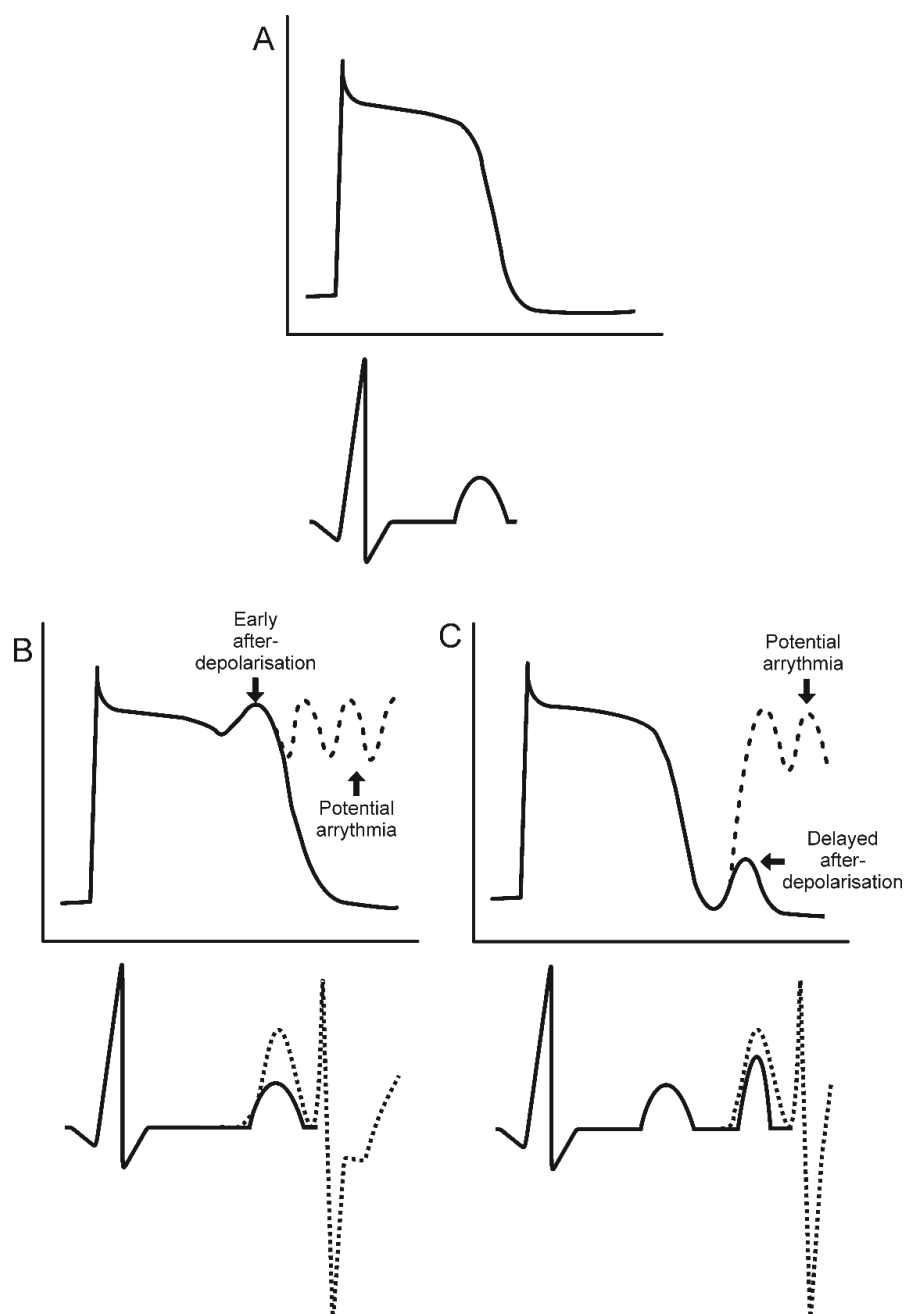 A
B
Early
after-
depolarisation
Potential
arrythmia
C
Potential
arrythmia
Delayed
after-
depolarisation